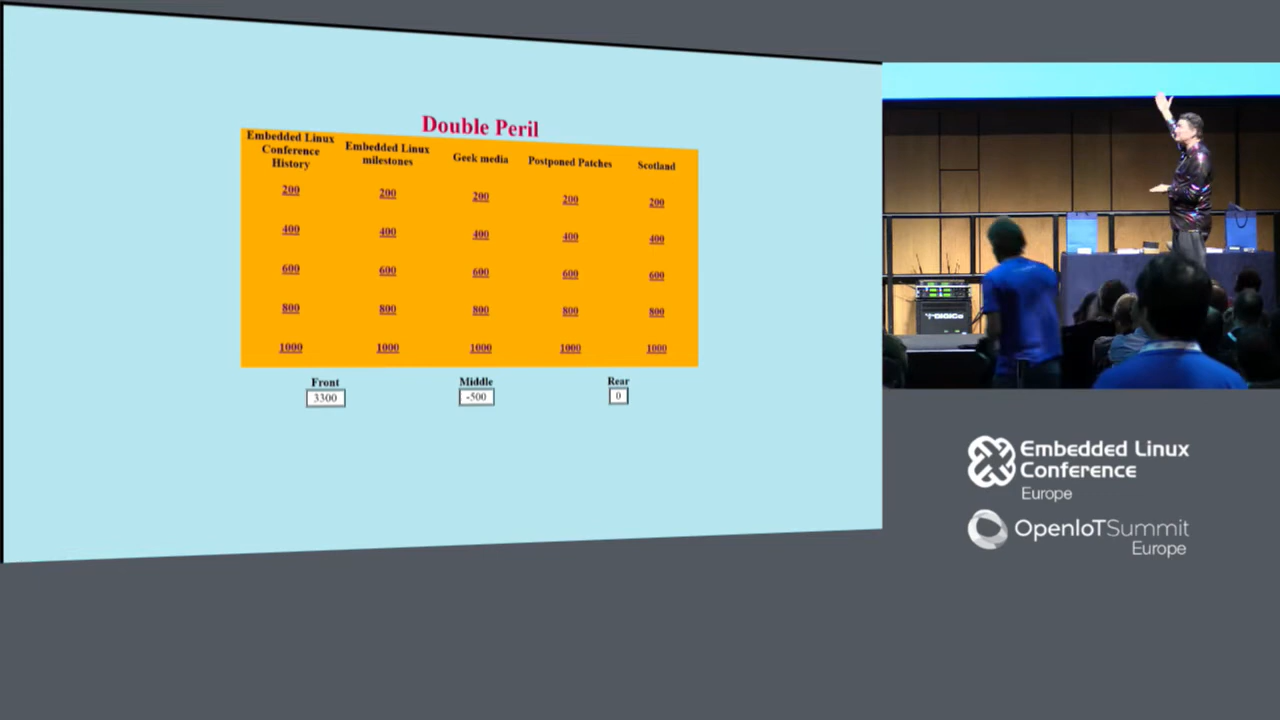 Double Peril
Embedded Linux
Conference
History
Embedded Linux
milestones
Geek media
Postponed Patches
Scotland
200 200 200 200 200
400 400 400 400 400
600 600 600 600 600
800 800 800 800 800
1000 1000 1000 1000 1000
Front Middle Rear
3300 -500 0
DiGiCo
Embedded Linux
Conference
Europe
OpenIoTSummit
Europe